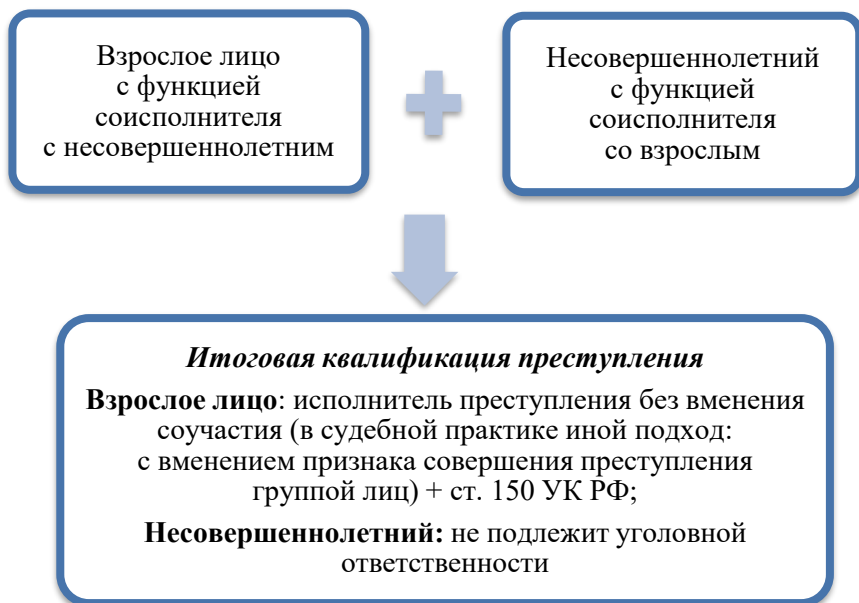 Взрослое лицо
с функцией
соисполнителя
с несовершеннолетним
Несовершеннолетний
с функцией
соисполнителя
со взрослым
Итоговая квалификация преступления
Взрослое лицо: исполнитель преступления без вменения
соучастия (в судебной практике иной подход:
с вменением признака совершения преступления
группой лиц) + ст. 150 УК РФ;
Несовершеннолетний: не подлежит уголовной
ответственности